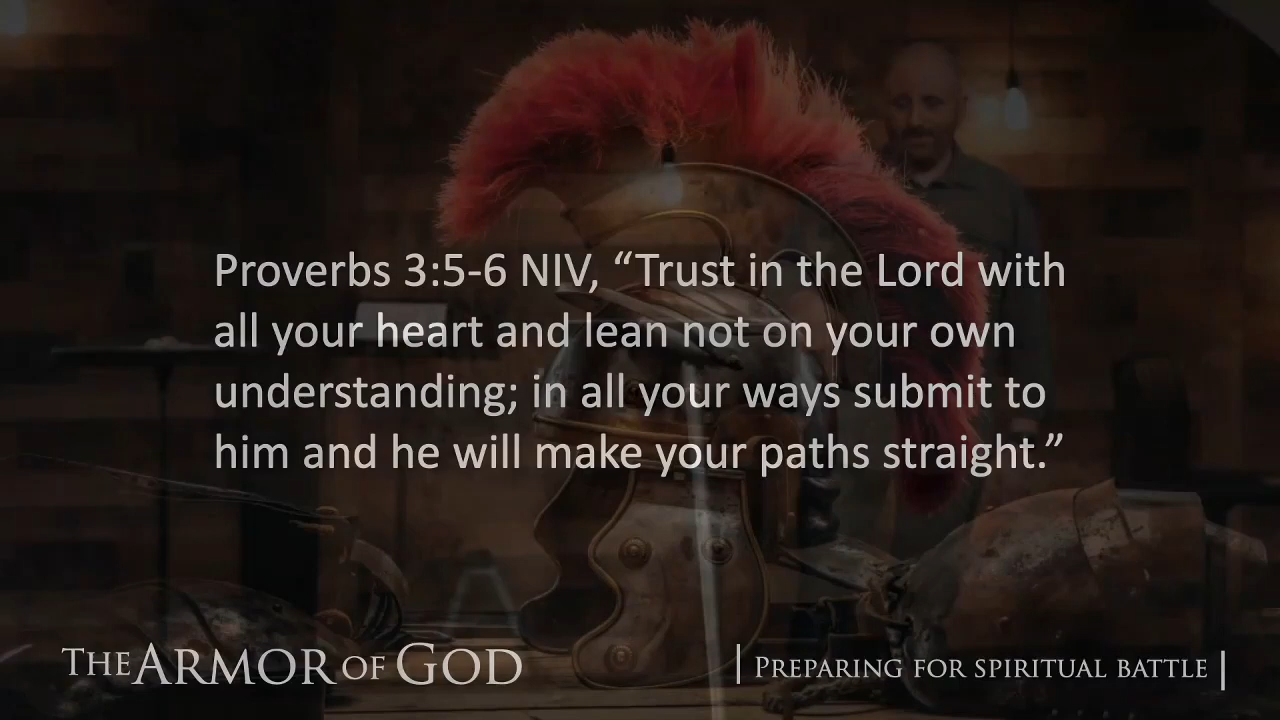 Proverbs 3:5-6 NIV, “Trust in the Lord with
all your heart and lean not on your own
understanding; in all your ways submit to
him and he will make your paths straight.”
THE ARMOR OF GOD
| PREPARING FOR SPIRITUAL BATTLE |